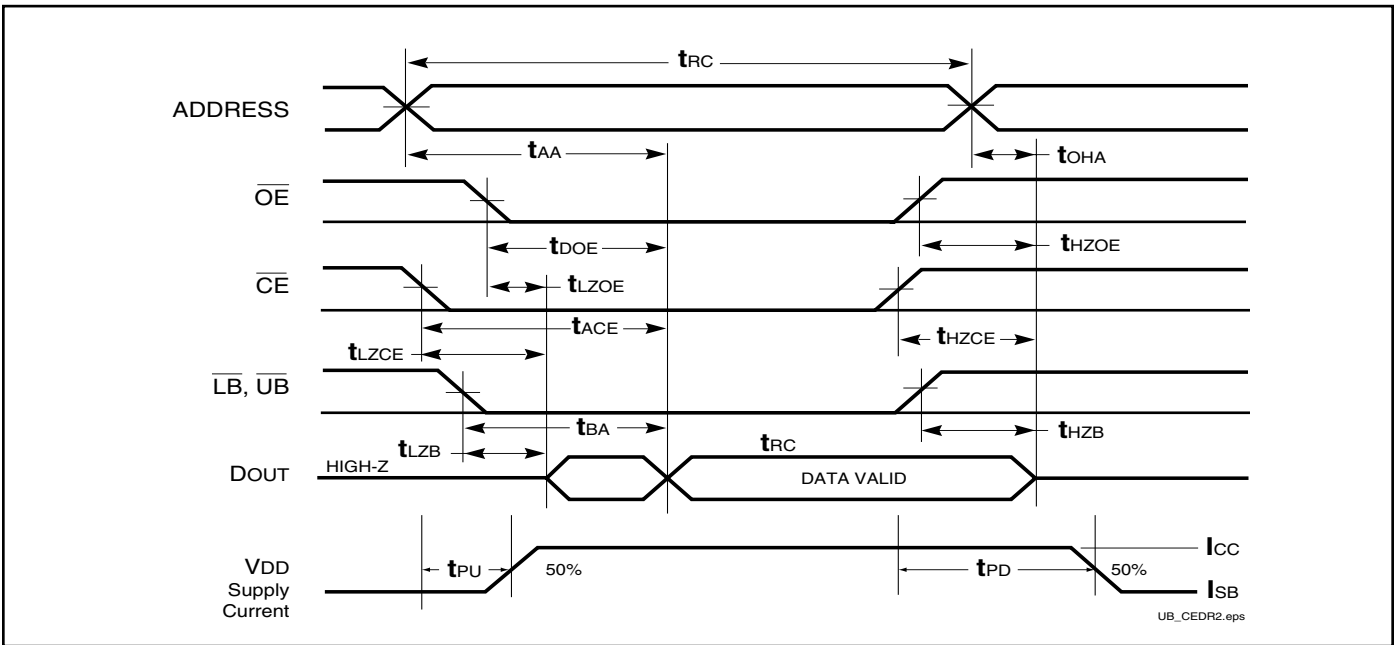 tRC
ADDRESS
tAA
tOHA
OE
tDOE
tHZOE
CE
tLZOE
tACE
tHZCE
tLZCE
LB, UB
tBA
tHZB
tLZB
tRC
HIGH-Z
DOUT
DATA VALID
ICC
VDD
tPU
50%
tPD
50%
Supply
ISB
Current
UB_CEDR2.eps